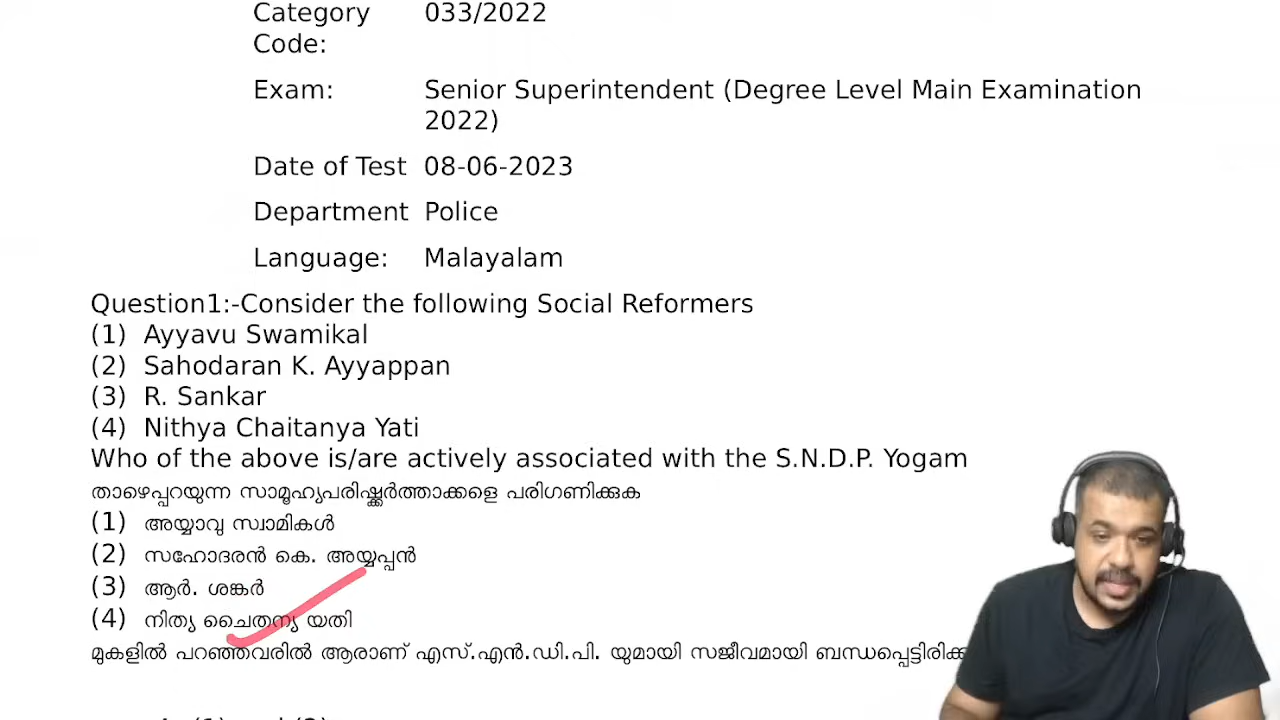 Category 033/2022
Code:
Exam: Senior Superintendent (Degree Level Main Examination
2022)
Date of Test 08-06-2023
Department Police
Language: Malayalam
Question1:-Consider the following Social Reformers
(1) Ayyavu Swamikal
(2) Sahodaran K. Ayyappan
(3) R. Sankar
(4) Nithya Chaitanya Yati
Who of the above is/are actively associated with the S.N.D.P. Yogam
താഴെപ്പറയുന്ന സാമൂഹ്യപരിഷ്ക്കർത്താക്കളെ പരിഗണിക്കുക
(1) അയ്യാവു സ്വാമികൾ
(2) സഹോദരൻ കെ. അയ്യപ്പൻ
(3) ആർ. ശങ്കർ
(4) നിത്യ ചൈതന്യ യതി
മുകളിൽ പറഞ്ഞവരിൽ ആരാണ് എസ്.എൻ.ഡി.പി. യുമായി സജീവമായി